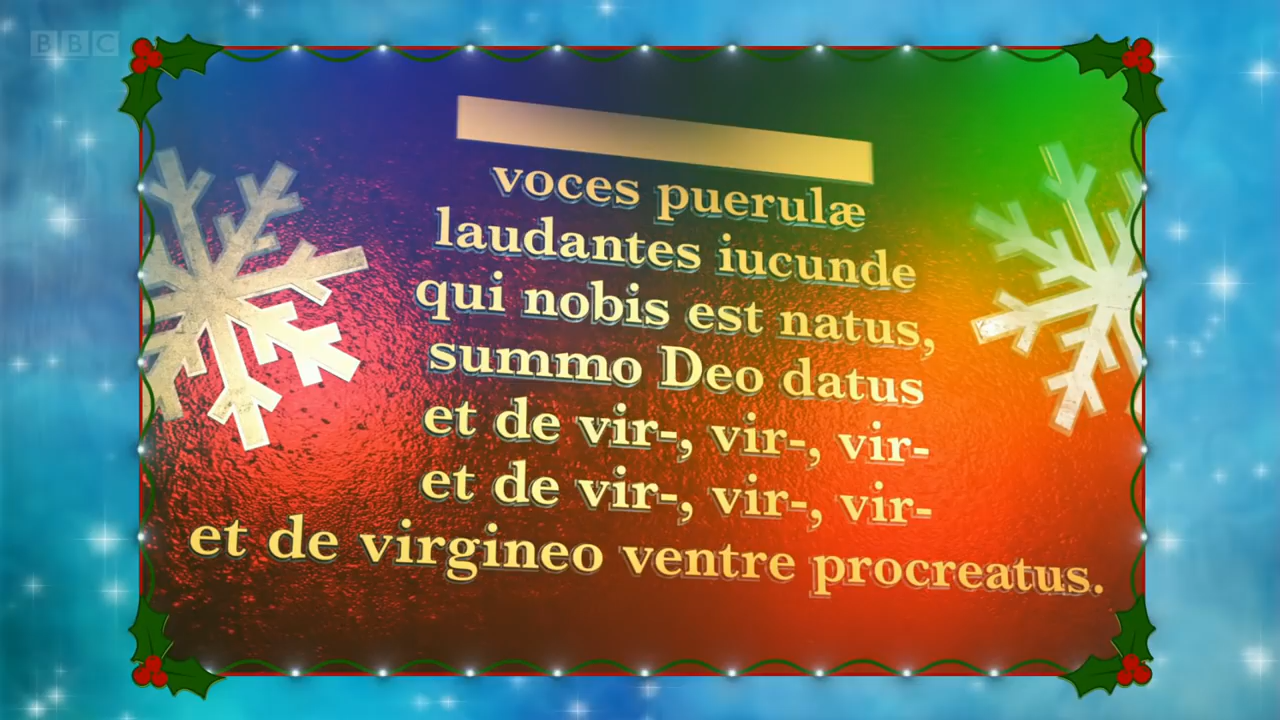 BBC
voces puerulæ
laudantes iucunde
qui nobis est natus,
summo Deo datus
et de vir-, vir-, vir-
et de vir-, vir-, vir-
et de virgineo ventre procreatus.